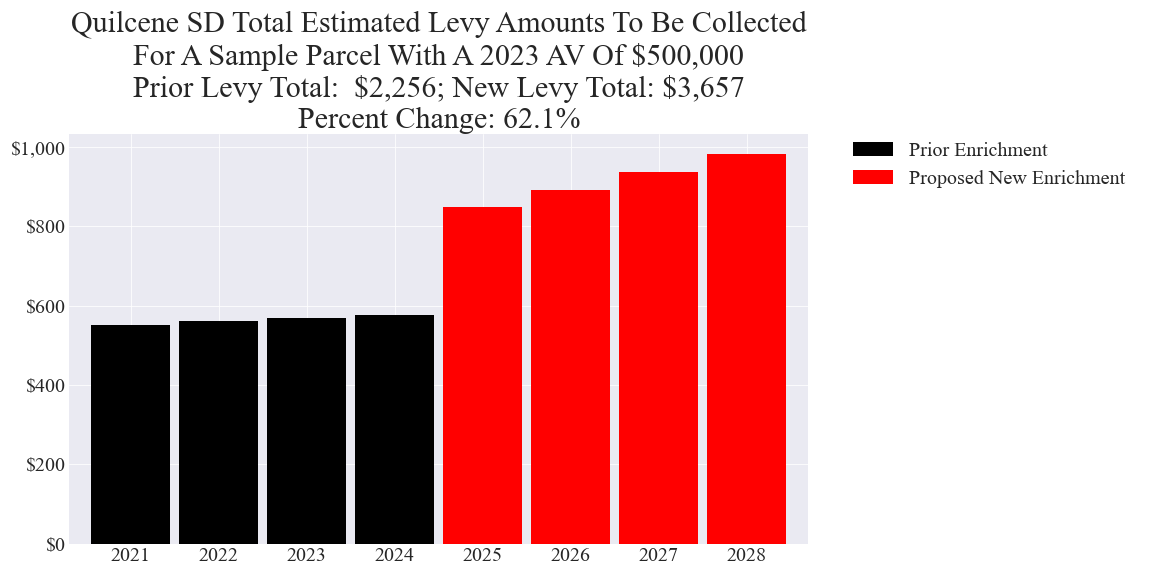 Quilcene SD Total Estimated Levy Amounts To Be Collected
For A Sample Parcel With A 2023 AV Of $500,000
Prior Levy Total:  $2,256; New Levy Total: $3,657
Percent Change: 62.1%
$1,000
$800
$600
$400
$200
$0
2021 2022 2023 2024 2025 2026 2027 2028
Prior Enrichment
Proposed New Enrichment